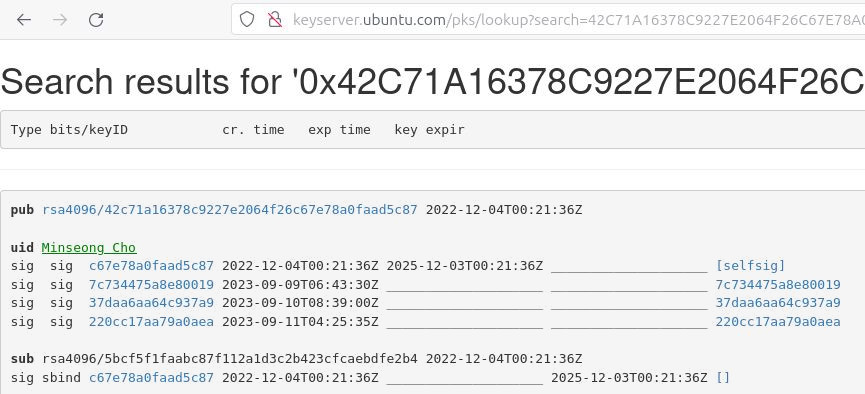 keyserver.ubuntu.com/pks/lookup?search=42C71A16378C9227E2064F26C67E78A0
Search results for '0x42C71A16378C9227E2064F26C
Type bits/keyID cr. time exp time key expir
pub rsa4096/42c71a16378c9227e2064f26c67e78a0faad5c87 2022-12-04T00:21:36Z
uid Minseong Cho
sig sig c67e78a0faad5c87 2022-12-04T00:21:36Z 2025-12-03T00:21:36Z ____________________ [selfsig]
sig sig 7c734475a8e80019 2023-09-09T06:43:30Z ____________________ ____________________ 7c734475a8e80019
sig sig 37daa6aa64c937a9 2023-09-10T08:39:00Z ____________________ ____________________ 37daa6aa64c937a9
sig sig 220cc17aa79a0aea 2023-09-11T04:25:35Z ____________________ ____________________ 220cc17aa79a0aea
sub rsa4096/5bcf5f1faabc87f112a1d3c2b423cfcaebdfe2b4 2022-12-04T00:21:36Z
sig sbind c67e78a0faad5c87 2022-12-04T00:21:36Z ____________________ 2025-12-03T00:21:36Z []